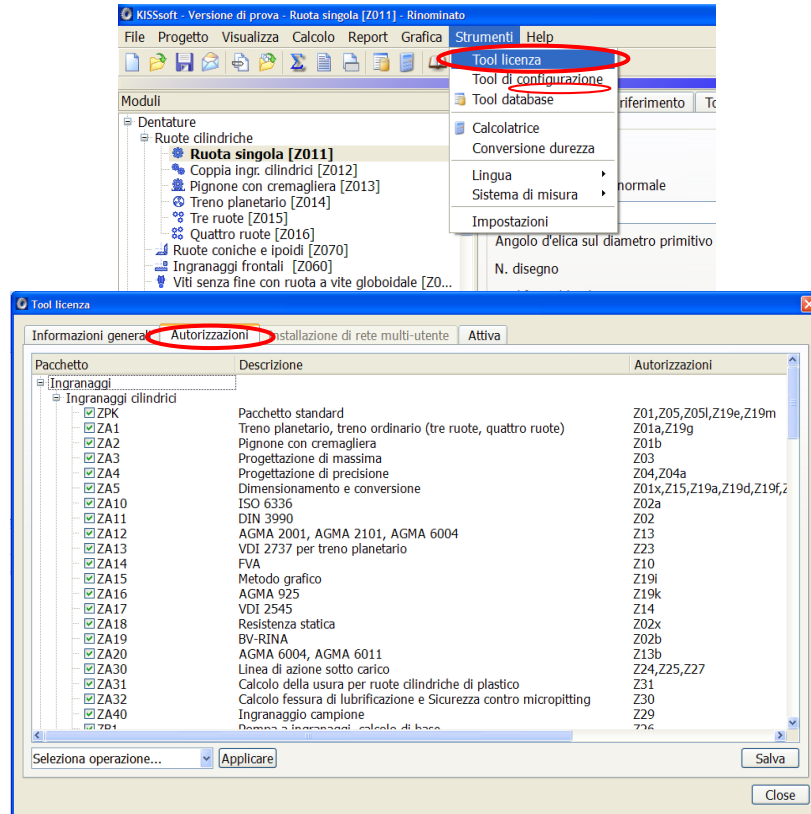 KISSsoft - Versione di prova - Ruota singola [Z011] - Rinominato
File Progetto Visualizza Calcolo Report Grafica Strumenti Help
Tool licenza
Tool di configurazione
Tool database
Calcolatrice
Conversione durezza
Lingua
Sistema di misura
Impostazioni
Moduli
riferimento
Dentature
Ruote cilindriche
Ruota singola [Z011]
Coppia ingr. cilindrici [Z012]
Pignone con cremagliera [Z013]
normale
Treno planetario [Z014]
Tre ruote [Z015]
Quattro ruote [Z016]
Angolo d'elica sul diametro primitivo
Ruote coniche e ipoidi [Z070]
Ingranaggi frontali [Z060]
N. disegno
Viti senza fine con ruota a vite globoidale [Z0...
Tool licenza
Informazioni general Autorizzazioni nstallazione di rete multi-utente Attiva
Pacchetto Descrizione Autorizzazioni
Ingranaggi
Ingranaggi cilindrici
ZPK Pacchetto standard Z01,Z05,Z05l,Z19e,Z19m
ZA1 Treno planetario, treno ordinario (tre ruote, quattro ruote) Z01a,Z19g
ZA2 Pignone con cremagliera Z01b
ZA3 Progettazione di massima Z03
ZA4 Progettazione di precisione Z04,Z04a
ZA5 Dimensionamento e conversione Z01x,Z15,Z19a,Z19d,Z19f,Z
ZA10 ISO 6336 Z02a
ZA11 DIN 3990 Z02
ZA12 AGMA 2001, AGMA 2101, AGMA 6004 Z13
ZA13 VDI 2737 per treno planetario Z23
ZA14 FVA Z10
ZA15 Metodo grafico Z19i
ZA16 AGMA 925 Z19k
ZA17 VDI 2545 Z14
ZA18 Resistenza statica Z02x
ZA19 BV-RINA Z02b
ZA20 AGMA 6004, AGMA 6011 Z13b
ZA30 Linea di azione sotto carico Z24,Z25,Z27
ZA31 Calcolo della usura per ruote cilindriche di plastico Z31
ZA32 Calcolo fessura di lubrificazione e Sicurezza contro micropitting Z30
ZA40 Ingranaggio campione Z29
ZB1 Pompa a ingranaggi, calcolo di base Z26
Seleziona operazione... Applicare Salva
Close